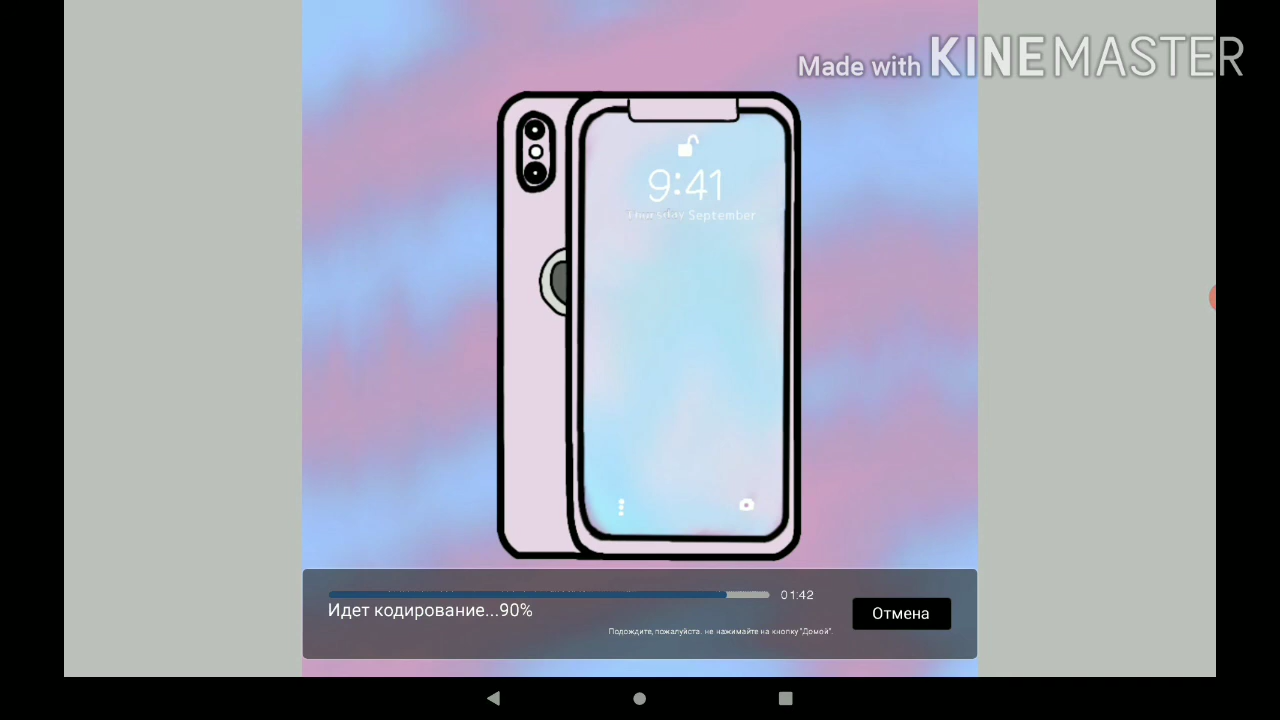 Made with KINEMASTER
9:41
Thursday September
01:42
Идет кодирование...90%
Отмена
Подождите, пожалуйста. не нажимайте на кнопку "Домой".